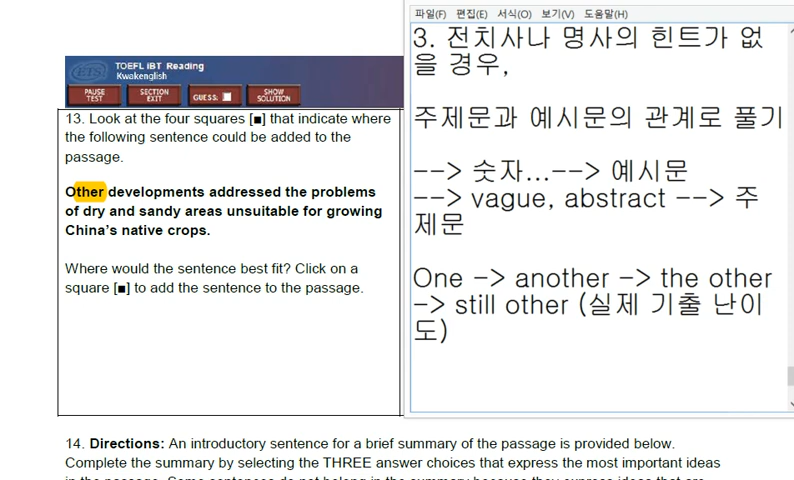 TOEFL iBT Reading
Kwakenglish
PAUSE
TEST
SECTION
EXIT
GUESS:
SHOW
SOLUTION
13. Look at the four squares [■] that indicate where
the following sentence could be added to the
passage.
Other developments addressed the problems
of dry and sandy areas unsuitable for growing
China’s native crops.
Where would the sentence best fit? Click on a
square [■] to add the sentence to the passage.
파일(F) 편집(E) 서식(O) 보기(V) 도움말(H)
3. 전치사나 명사의 힌트가 없
을 경우,
주제문과 예시문의 관계로 풀기
--> 숫자...--> 예시문
--> vague, abstract --> 주
제문
One -> another -> the other
-> still other (실제 기출 난이
도)
14. Directions: An introductory sentence for a brief summary of the passage is provided below.
Complete the summary by selecting the THREE answer choices that express the most important ideas